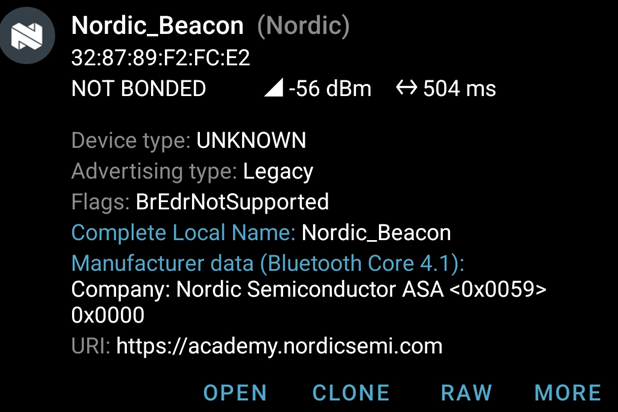 Nordic_Beacon (Nordic)
32:87:89:F2:FC:E2
NOT BONDED -56 dBm 504 ms
Device type: UNKNOWN
Advertising type: Legacy
Flags: BrEdrNotSupported
Complete Local Name: Nordic_Beacon
Manufacturer data (Bluetooth Core 4.1):
Company: Nordic Semiconductor ASA <0x0059>
0x0000
URI: https://academy.nordicsemi.com
OPEN CLONE RAW MORE